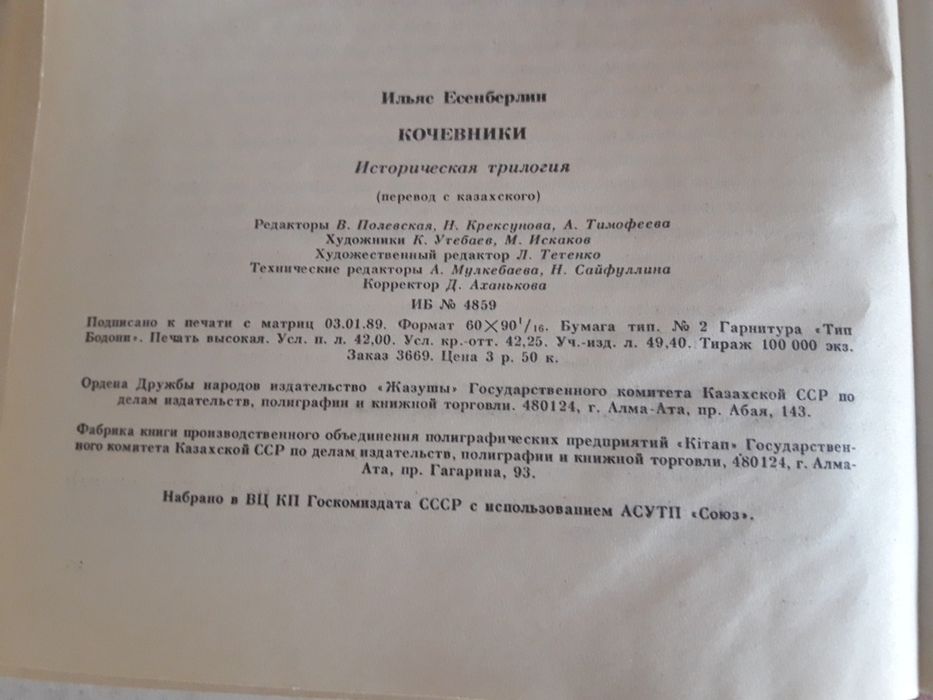 Ильяс Есенберлин
КОЧЕВНИКИ
Историческая трилогия
(перевод с казахского)
Редакторы В. Полевская, Н. Крексунова, А. Тимофеева
Художники К. Утебаев, М. Искаков
Художественный редактор Л. Тетенко
Технические редакторы А. Мулкебаева, Н. Сайфуллина
Корректор Д. Аханькова
ИБ № 4859
Подписано к печати с матриц 03.01.89. Формат 60×90¹/₁₆. Бумага тип. № 2 Гарнитура «Тип
Бодони». Печать высокая. Усл. п. л. 42,00. Усл. кр.-отт. 42,25. Уч.-изд. л. 49,40. Тираж 100 000 экз.
Заказ 3669. Цена 3 р. 50 к.
Ордена Дружбы народов издательство «Жазушы» Государственного комитета Казахской ССР по
делам издательств, полиграфии и книжной торговли. 480124, г. Алма-Ата, пр. Абая, 143.
Фабрика книги производственного объединения полиграфических предприятий «Кітап» Государствен-
ного комитета Казахской ССР по делам издательств, полиграфии и книжной торговли, 480124, г. Алма-
Ата, пр. Гагарина, 93.
Набрано в ВЦ КП Госкомиздата СССР с использованием АСУТП «Союз».